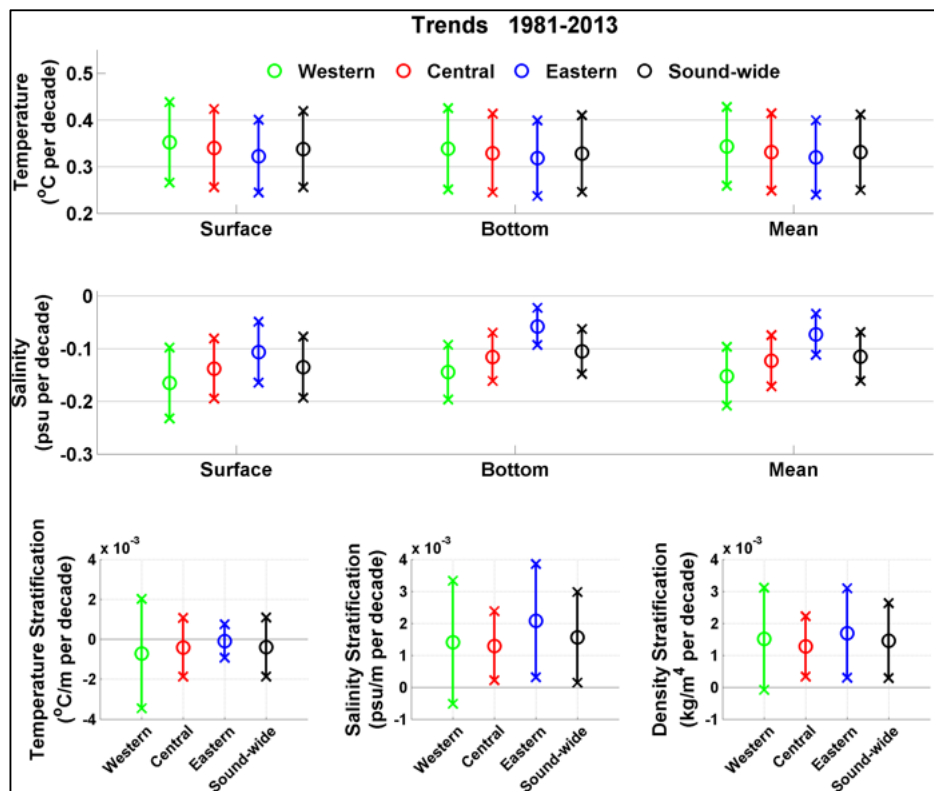 Trends 1981-2013
Western Central Eastern Sound-wide
Temperature
(°C per decade)
0.5
0.4
0.3
0.2
Surface Bottom Mean
Salinity
(psu per decade)
0
-0.1
-0.2
-0.3
Surface Bottom Mean
Temperature Stratification
(°C/m per decade)
x 10⁻³
4
2
0
-2
-4
Western Central Eastern Sound-wide
Salinity Stratification
(psu/m per decade)
x 10⁻³
4
3
2
1
0
-1
Western Central Eastern Sound-wide
Density Stratification
(kg/m⁴ per decade)
x 10⁻³
4
3
2
1
0
-1
Western Central Eastern Sound-wide